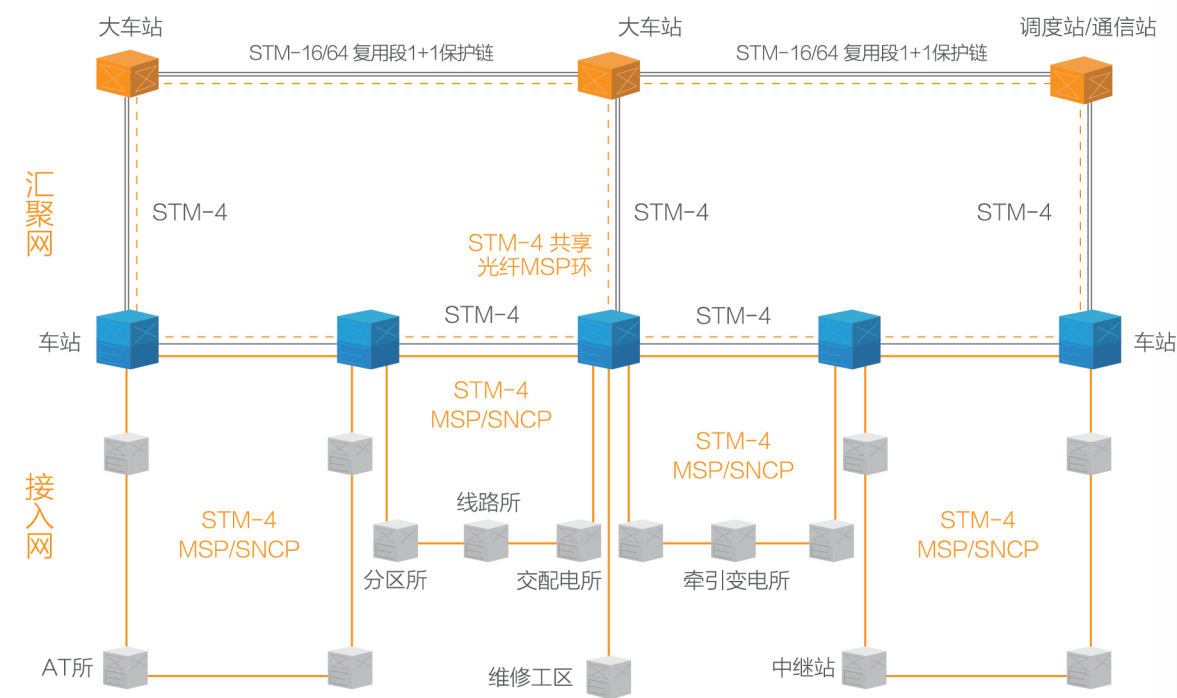 大车站
大车站
调度站/通信站
STM-16/64 复用段1+1保护链
STM-16/64 复用段1+1保护链
汇聚网
STM-4
STM-4
STM-4
STM-4 共享
光纤MSP环
STM-4
STM-4
车站
车站
STM-4
MSP/SNCP
STM-4
MSP/SNCP
接入网
线路所
STM-4
MSP/SNCP
STM-4
MSP/SNCP
分区所
交配电所
牵引变电所
AT所
维修工区
中继站